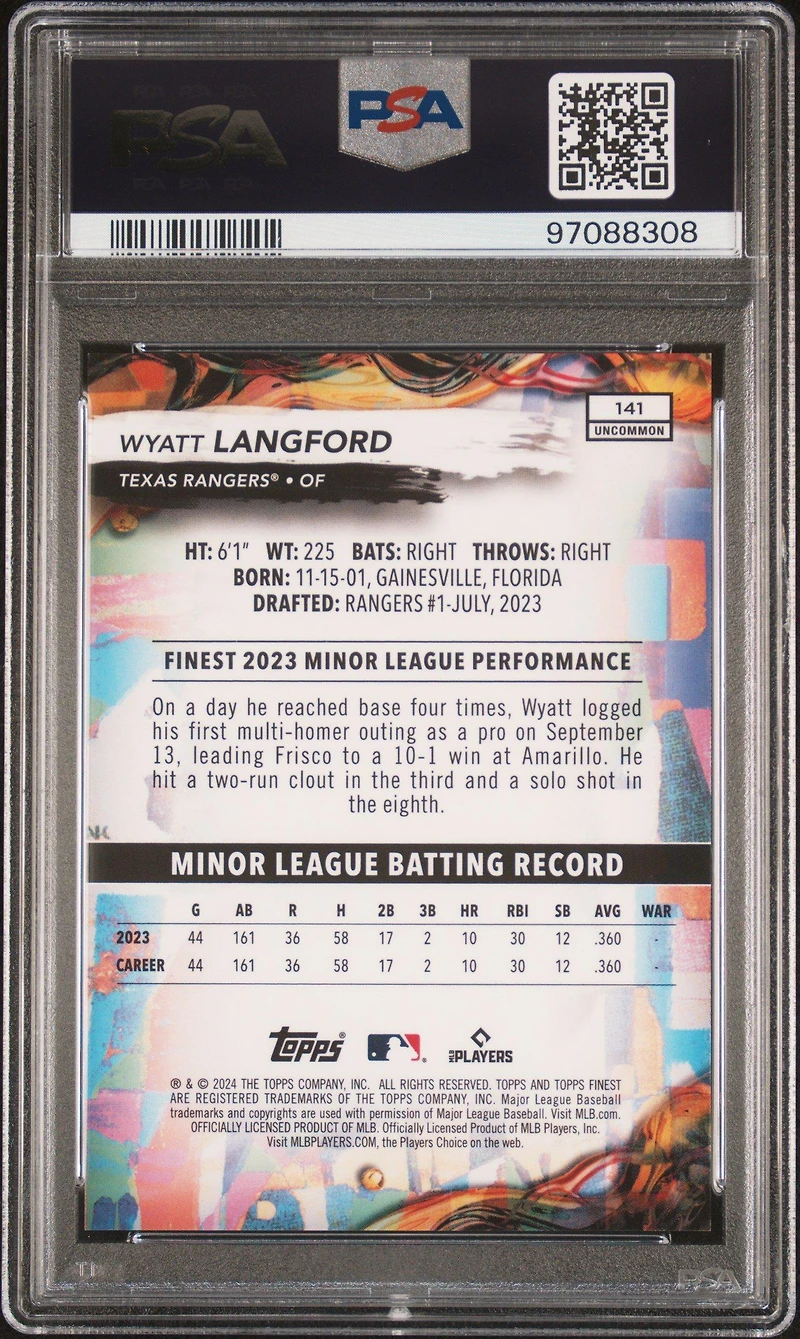 PSA
PSA
97088308
141
UNCOMMON
WYATT LANGFORD
TEXAS RANGERS® • OF
HT: 6'1" WT: 225 BATS: RIGHT THROWS: RIGHT
BORN: 11-15-01, GAINESVILLE, FLORIDA
DRAFTED: RANGERS #1-JULY, 2023
FINEST 2023 MINOR LEAGUE PERFORMANCE
On a day he reached base four times, Wyatt logged
his first multi-homer outing as a pro on September
13, leading Frisco to a 10-1 win at Amarillo. He
hit a two-run clout in the third and a solo shot in
the eighth.
MINOR LEAGUE BATTING RECORD
G AB R H 2B 3B HR RBI SB AVG WAR
2023 44 161 36 58 17 2 10 30 12 .360 -
CAREER 44 161 36 58 17 2 10 30 12 .360 -
Topps® ® MLB PLAYERS
® & © 2024 THE TOPPS COMPANY, INC. ALL RIGHTS RESERVED. TOPPS AND TOPPS FINEST
ARE REGISTERED TRADEMARKS OF THE TOPPS COMPANY, INC. Major League Baseball
trademarks and copyrights are used with permission of Major League Baseball. Visit MLB.com.
OFFICIALLY LICENSED PRODUCT OF MLB. Officially Licensed Product of MLB Players, Inc.
Visit MLBPLAYERS.COM, the Players Choice on the web.
PSA